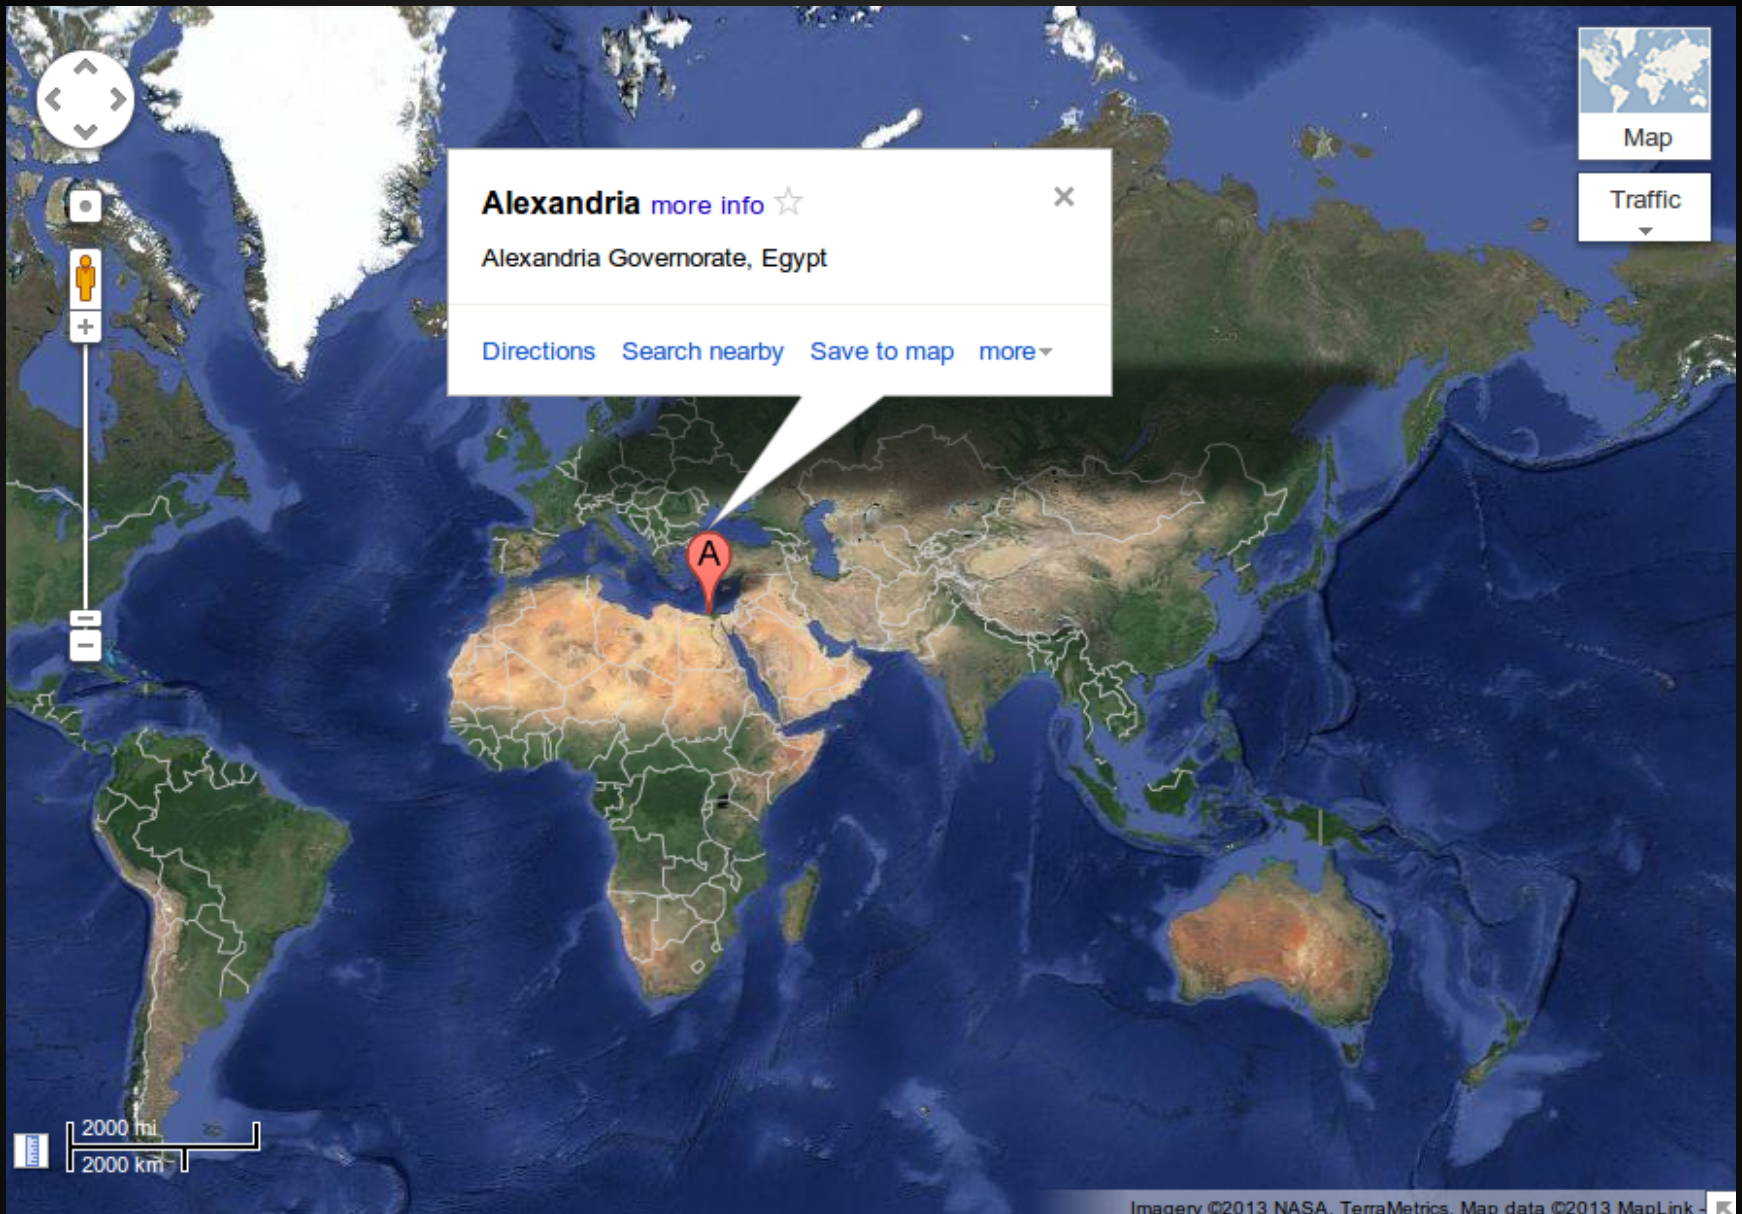 Alexandria more info
Alexandria Governorate, Egypt
Directions Search nearby Save to map more
A
Map
Traffic
2000 mi
2000 km
Imagery ©2013 NASA, TerraMetrics, Map data ©2013 MapLink -